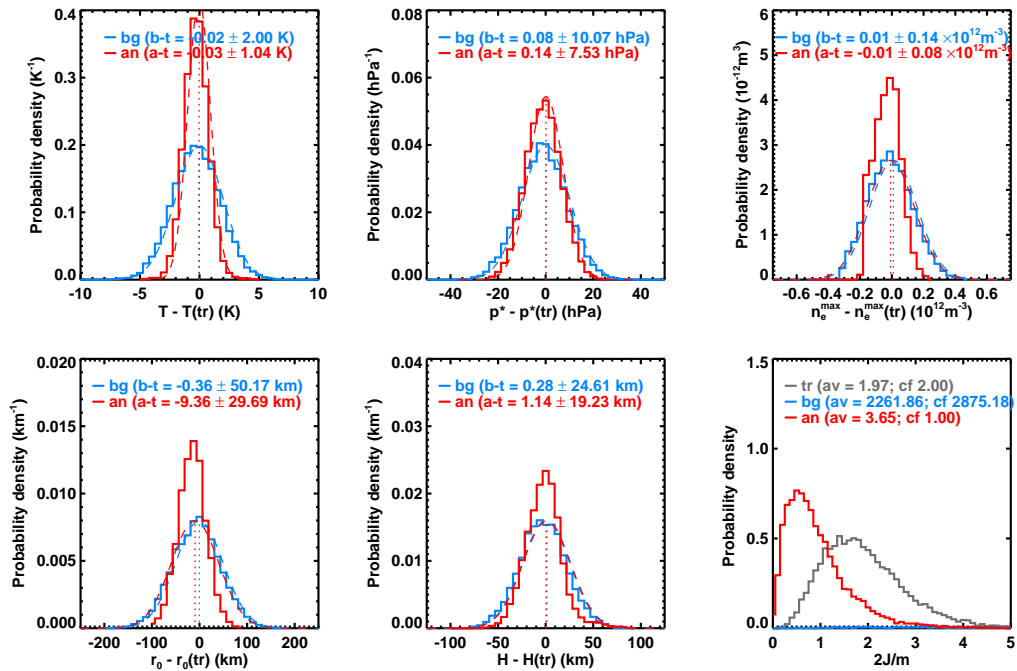 bg (b-t = -0.02 ± 2.00 K)
an (a-t = -0.03 ± 1.04 K)
Probability density (K⁻¹)
0.4
0.3
0.2
0.1
0.0
-10 -5 0 5 10
T - T(tr) (K)
bg (b-t = 0.08 ± 10.07 hPa)
an (a-t = 0.14 ± 7.53 hPa)
Probability density (hPa⁻¹)
0.08
0.06
0.04
0.02
0.00
-40 -20 0 20 40
p* - p*(tr) (hPa)
bg (b-t = 0.01 ± 0.14 ×10¹²m⁻³)
an (a-t = -0.01 ± 0.08 ×10¹²m⁻³)
Probability density (10⁻¹²m³)
6
5
4
3
2
1
0
-0.6 -0.4 -0.2 0.0 0.2 0.4 0.6
nₑᵐᵃˣ - nₑᵐᵃˣ(tr) (10¹²m⁻³)
bg (b-t = -0.36 ± 50.17 km)
an (a-t = -9.36 ± 29.69 km)
Probability density (km⁻¹)
0.020
0.015
0.010
0.005
0.000
-200 -100 0 100 200
r₀ - r₀(tr) (km)
bg (b-t = 0.28 ± 24.61 km)
an (a-t = 1.14 ± 19.23 km)
Probability density (km⁻¹)
0.04
0.03
0.02
0.01
0.00
-100 -50 0 50 100
H - H(tr) (km)
tr (av = 1.97; cf 2.00)
bg (av = 2261.86; cf 2875.18)
an (av = 3.65; cf 1.00)
Probability density
1.5
1.0
0.5
0.0
0 1 2 3 4 5
2J/m